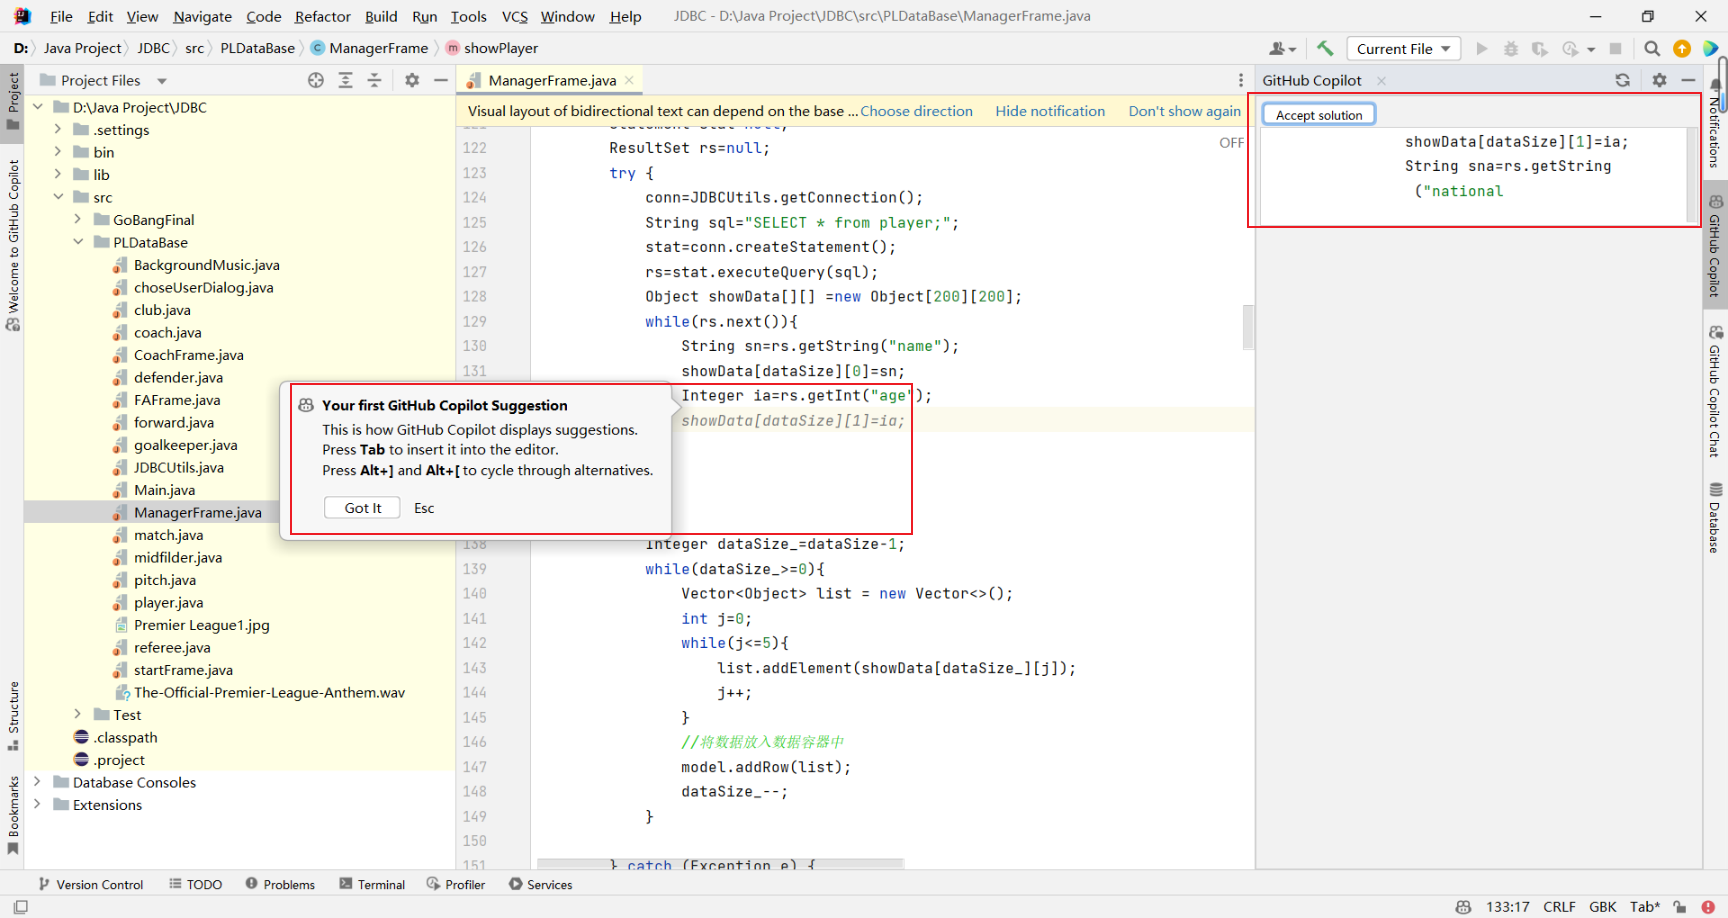 File Edit View Navigate Code Refactor Build Run Tools VCS Window Help JDBC - D:\Java Project\JDBC\src\PLDataBase\ManagerFrame.java
D: Java Project JDBC src PLDataBase ManagerFrame showPlayer Current File
Project
Welcome to GitHub Copilot
Structure
Bookmarks
Project Files
D:\Java Project\JDBC
.settings
bin
lib
src
GoBangFinal
PLDataBase
BackgroundMusic.java
choseUserDialog.java
club.java
coach.java
CoachFrame.java
defender.java
FAFrame.java
forward.java
goalkeeper.java
JDBCUtils.java
Main.java
ManagerFrame.java
match.java
midfilder.java
pitch.java
player.java
Premier League1.jpg
referee.java
startFrame.java
The-Official-Premier-League-Anthem.wav
Test
.classpath
.project
Database Consoles
Extensions
ManagerFrame.java
Visual layout of bidirectional text can depend on the base ... Choose direction Hide notification Don't show again
OFF
121 Statement stat=null;
122 ResultSet rs=null;
123 try {
124 conn=JDBCUtils.getConnection();
125 String sql="SELECT * from player;";
126 stat=conn.createStatement();
127 rs=stat.executeQuery(sql);
128 Object showData[][] =new Object[200][200];
129 while(rs.next()){
130 String sn=rs.getString("name");
131 showData[dataSize][0]=sn;
Integer ia=rs.getInt("age");
showData[dataSize][1]=ia;
138 Integer dataSize_=dataSize-1;
139 while(dataSize_>=0){
140 Vector<Object> list = new Vector<>();
141 int j=0;
142 while(j<=5){
143 list.addElement(showData[dataSize_][j]);
144 j++;
145 }
146 //将数据放入数据容器中
147 model.addRow(list);
148 dataSize_--;
149 }
150
151 } catch (Exception e) {
Your first GitHub Copilot Suggestion
This is how GitHub Copilot displays suggestions.
Press Tab to insert it into the editor.
Press Alt+] and Alt+[ to cycle through alternatives.
Got It Esc
GitHub Copilot
Accept solution
showData[dataSize][1]=ia;
String sna=rs.getString
("national
Notifications
GitHub Copilot
GitHub Copilot Chat
Database
Version Control TODO Problems Terminal Profiler Services
133:17 CRLF GBK Tab*